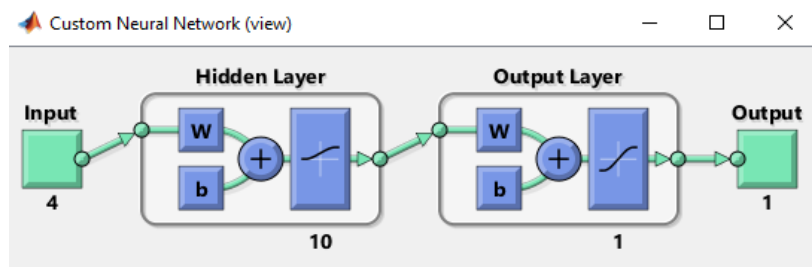 Custom Neural Network (view)
Hidden Layer
Output Layer
Input
Output
W
b
+
W
b
+
4
10
1
1